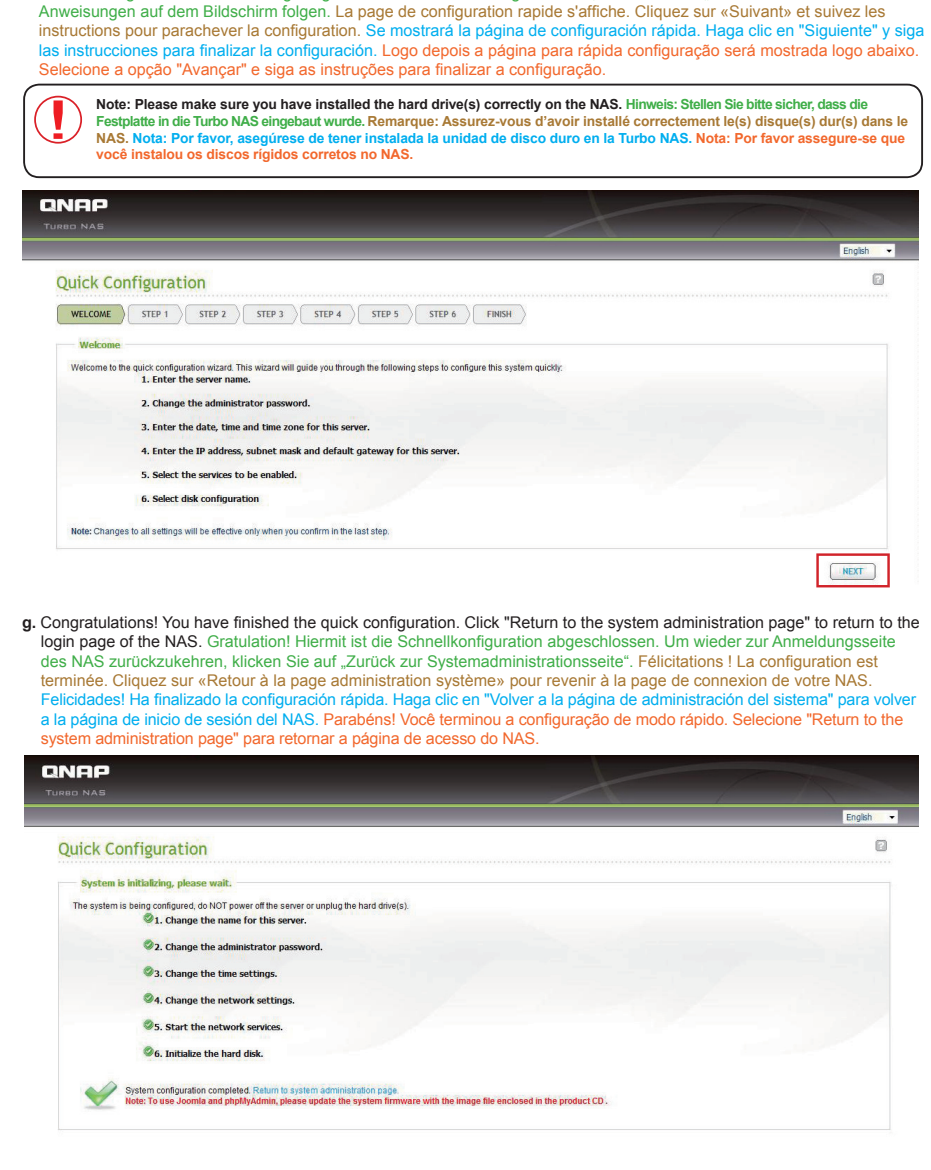 Anweisungen auf dem Bildschirm folgen. La page de configuration rapide s'affiche. Cliquez sur «Suivant» et suivez les
instructions pour parachever la configuration. Se mostrará la página de configuración rápida. Haga clic en "Siguiente" y siga
las instrucciones para finalizar la configuración. Logo depois a página para rápida configuração será mostrada logo abaixo.
Selecione a opção "Avançar" e siga as instruções para finalizar a configuração.
Note: Please make sure you have installed the hard drive(s) correctly on the NAS. Hinweis: Stellen Sie bitte sicher, dass die
Festplatte in die Turbo NAS eingebaut wurde. Remarque: Assurez-vous d'avoir installé correctement le(s) disque(s) dur(s) dans le
NAS. Nota: Por favor, asegúrese de tener instalada la unidad de disco duro en la Turbo NAS. Nota: Por favor assegure-se que
você instalou os discos rigidos corretos no NAS.
QNAP
TURBO NAS
English
Quick Configuration
WELCOME STEP 1 STEP 2 STEP 3 STEP 4 STEP 5 STEP 6 FINISH
Welcome
Welcome to the quick configuration wizard. This wizard will guide you through the following steps to configure this system quickly:
1. Enter the server name.
2. Change the administrator password.
3. Enter the date, time and time zone for this server.
4. Enter the IP address, subnet mask and default gateway for this server.
5. Select the services to be enabled.
6. Select disk configuration
Note: Changes to all settings will be effective only when you confirm in the last step.
NEXT
g. Congratulations! You have finished the quick configuration. Click "Return to the system administration page" to return to the
login page of the NAS. Gratulation! Hiermit ist die Schnellkonfiguration abgeschlossen. Um wieder zur Anmeldungsseite
des NAS zurückzukehren, klicken Sie auf „Zurück zur Systemadministrationsseite“. Félicitations ! La configuration est
terminée. Cliquez sur «Retour à la page administration système» pour revenir à la page de connexion de votre NAS.
Felicidades! Ha finalizado la configuración rápida. Haga clic en "Volver a la página de administración del sistema" para volver
a la página de inicio de sesión del NAS. Parabéns! Você terminou a configuração de modo rápido. Selecione "Return to the
system administration page" para retornar a página de acesso do NAS.
QNAP
TURBO NAS
English
Quick Configuration
System is initializing, please wait.
The system is being configured, do NOT power off the server or unplug the hard drive(s).
1. Change the name for this server.
2. Change the administrator password.
3. Change the time settings.
4. Change the network settings.
5. Start the network services.
6. Initialize the hard disk.
System configuration completed. Return to system administration page.
Note: To use Joomla and phpMyAdmin, please update the system firmware with the image file enclosed in the product CD .